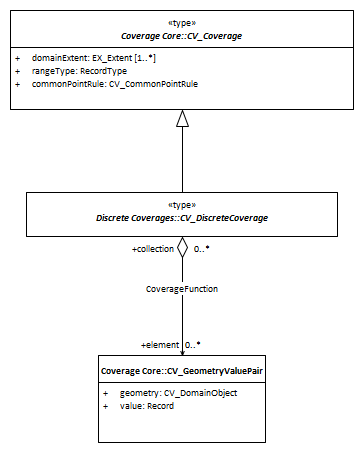 «type»
Coverage Core::CV_Coverage
+ domainExtent: EX_Extent [1..*]
+ rangeType: RecordType
+ commonPointRule: CV_CommonPointRule
«type»
Discrete Coverages::CV_DiscreteCoverage
+collection 0..*
CoverageFunction
+element 0..*
Coverage Core::CV_GeometryValuePair
+ geometry: CV_DomainObject
+ value: Record